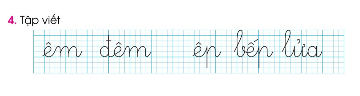 4. Tập viết
êm đêm ên bến lửa